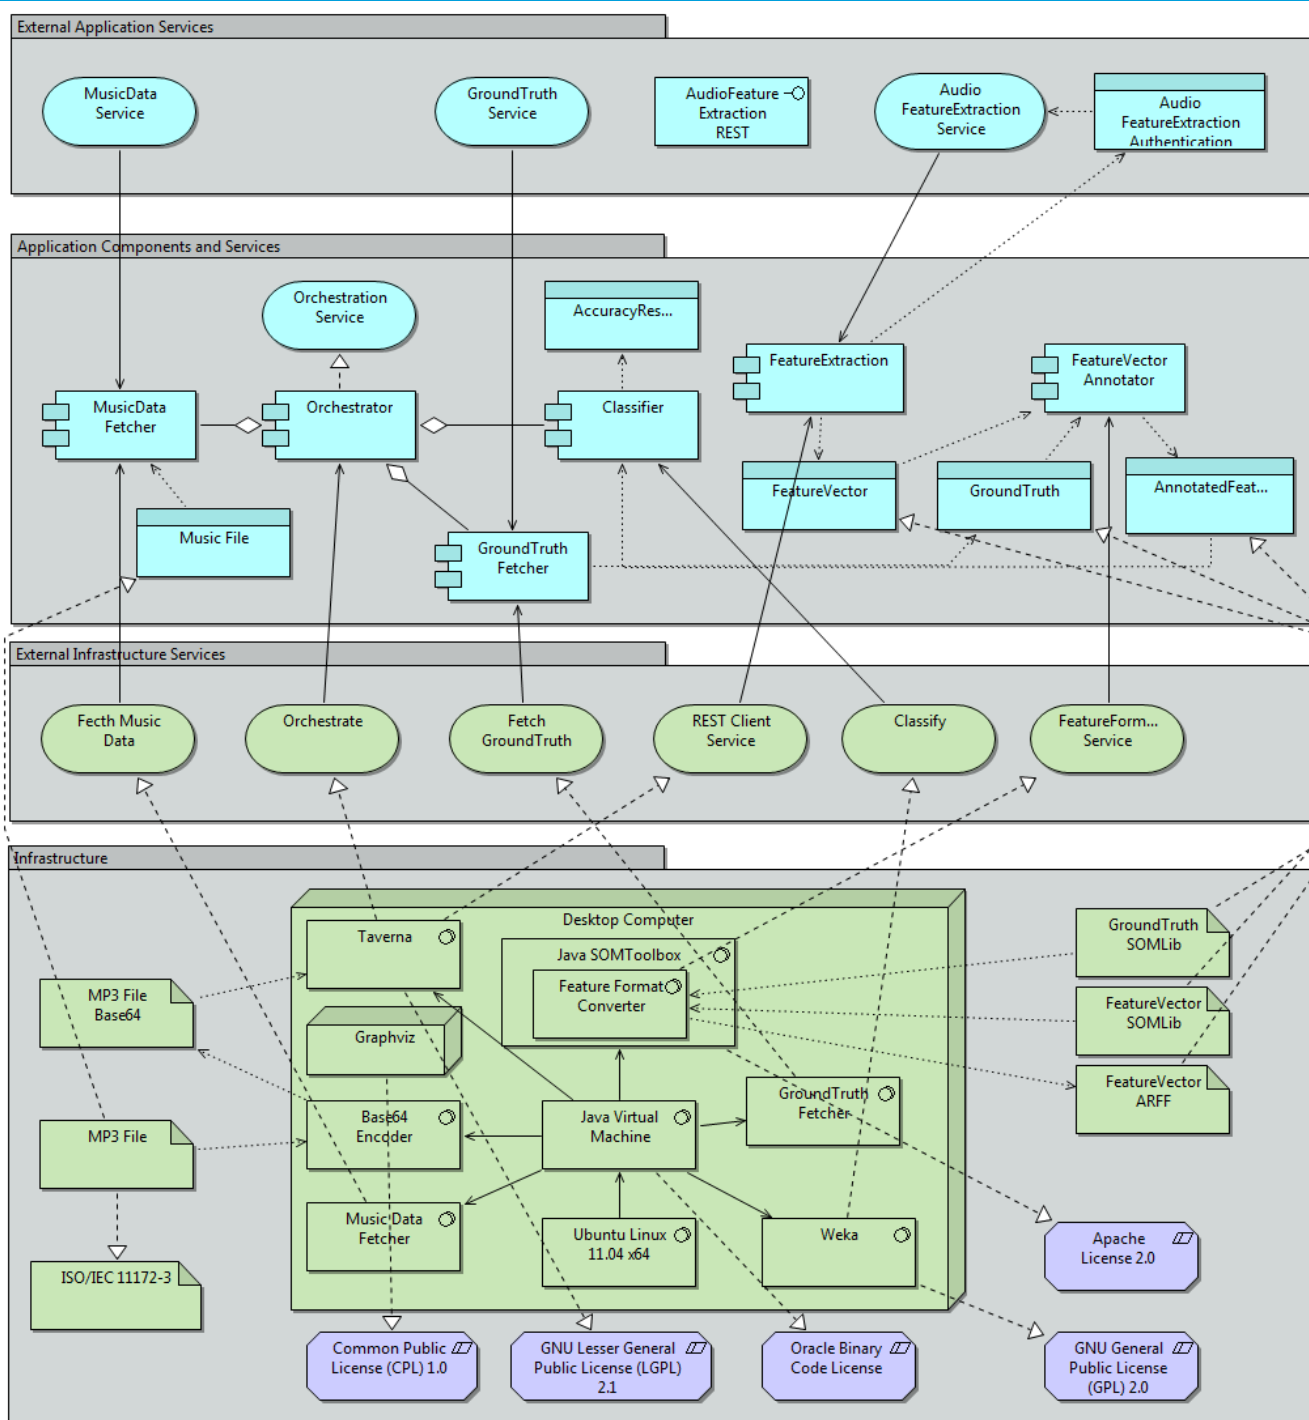 External Application Services
MusicData
Service
GroundTruth
Service
AudioFeature
Extraction
REST
Audio
FeatureExtraction
Service
Audio
FeatureExtraction
Authentication
Application Components and Services
Orchestration
Service
AccuracyRes...
MusicData
Fetcher
Orchestrator
Classifier
FeatureExtraction
FeatureVector
Annotator
Music File
GroundTruth
Fetcher
FeatureVector
GroundTruth
AnnotatedFeat...
External Infrastructure Services
Fecth Music
Data
Orchestrate
Fetch
GroundTruth
REST Client
Service
Classify
FeatureForm...
Service
Infrastructure
Desktop Computer
Taverna
Java SOMToolbox
Feature Format
Converter
MP3 File
Base64
Graphviz
GroundTruth
SOMLib
FeatureVector
SOMLib
FeatureVector
ARFF
MP3 File
Base64
Encoder
Java Virtual
Machine
GroundTruth
Fetcher
Music Data
Fetcher
Ubuntu Linux
11.04 x64
Weka
ISO/IEC 11172-3
Apache
License 2.0
Common Public
License (CPL) 1.0
GNU Lesser General
Public License (LGPL)
2.1
Oracle Binary
Code License
GNU General
Public License
(GPL) 2.0